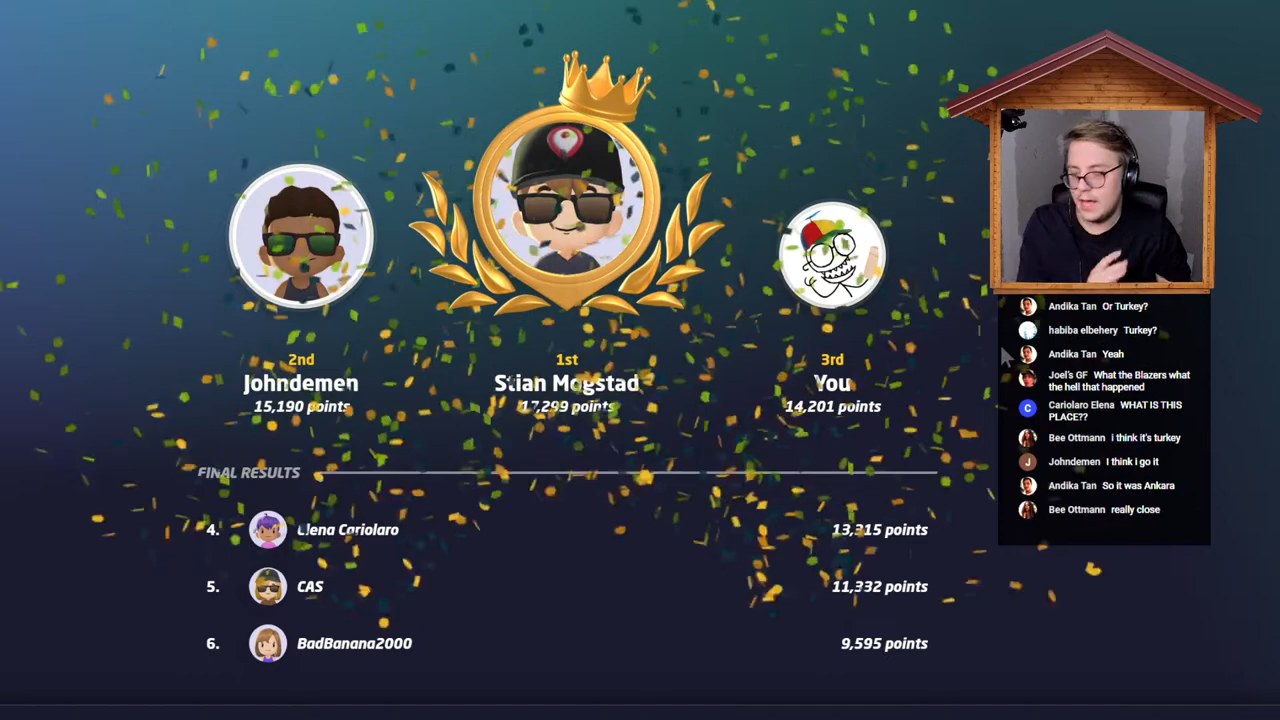 2nd
Johndemen
15,190 points
1st
Stian Mogstad
17,299 points
3rd
You
14,201 points
FINAL RESULTS
4. Elena Cariolaro 13,315 points
5. CAS 11,332 points
6. BadBanana2000 9,595 points
Andika Tan Or Turkey?
habiba elbehery Turkey?
Andika Tan Yeah
Joel's GF What the Blazers what
the hell that happened
C Cariolaro Elena WHAT IS THIS
PLACE??
Bee Ottmann i think it's turkey
J Johndemen I think i go it
Andika Tan So it was Ankara
Bee Ottmann really close